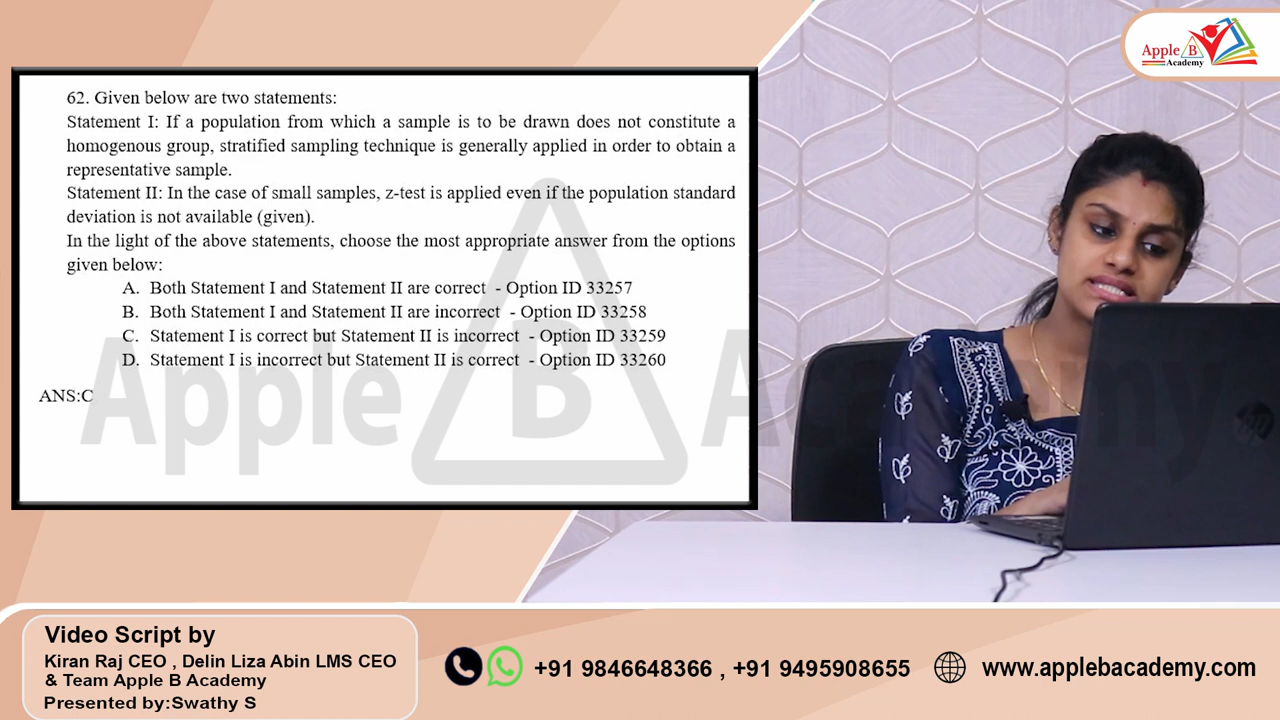 Apple B
Academy
62. Given below are two statements:
Statement I: If a population from which a sample is to be drawn does not constitute a
homogenous group, stratified sampling technique is generally applied in order to obtain a
representative sample.
Statement II: In the case of small samples, z-test is applied even if the population standard
deviation is not available (given).
In the light of the above statements, choose the most appropriate answer from the options
given below:
A. Both Statement I and Statement II are correct - Option ID 33257
B. Both Statement I and Statement II are incorrect - Option ID 33258
C. Statement I is correct but Statement II is incorrect - Option ID 33259
D. Statement I is incorrect but Statement II is correct - Option ID 33260
ANS:C
Apple B Academy
Video Script by
Kiran Raj CEO , Delin Liza Abin LMS CEO
& Team Apple B Academy
Presented by:Swathy S
+91 9846648366 , +91 9495908655
www.applebacademy.com